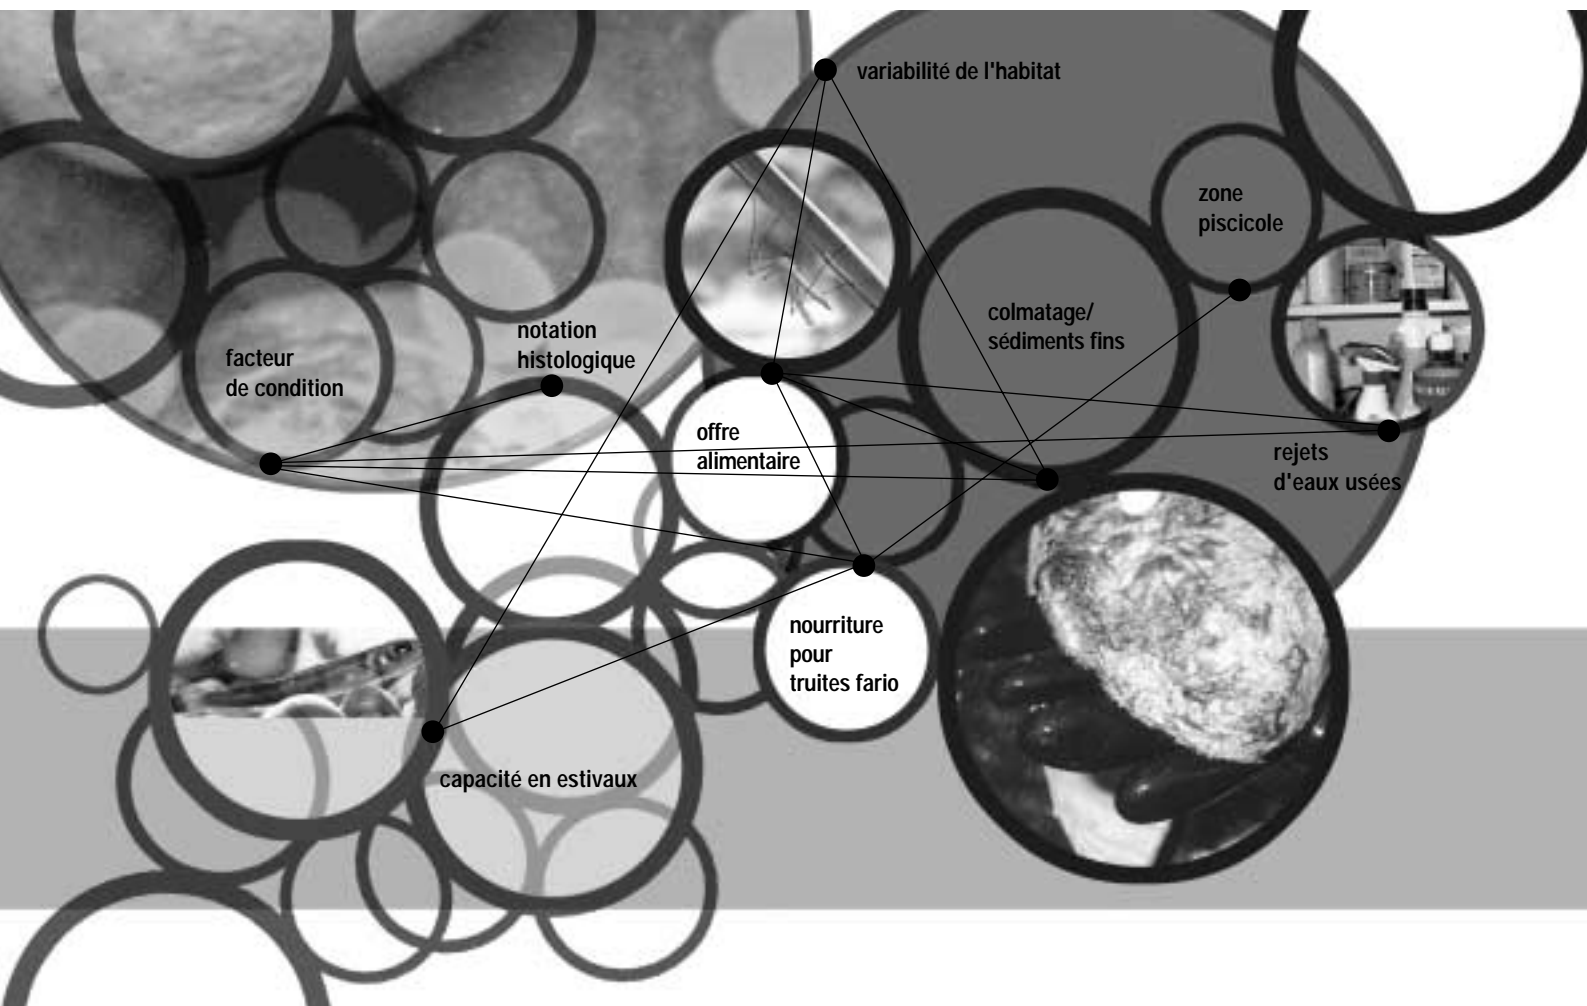 variabilité de l'habitat
zone
piscicole
colmatage/
sédiments fins
notation
histologique
facteur
de condition
offre
alimentaire
rejets
d'eaux usées
nourriture
pour
truites fario
capacité en estivaux